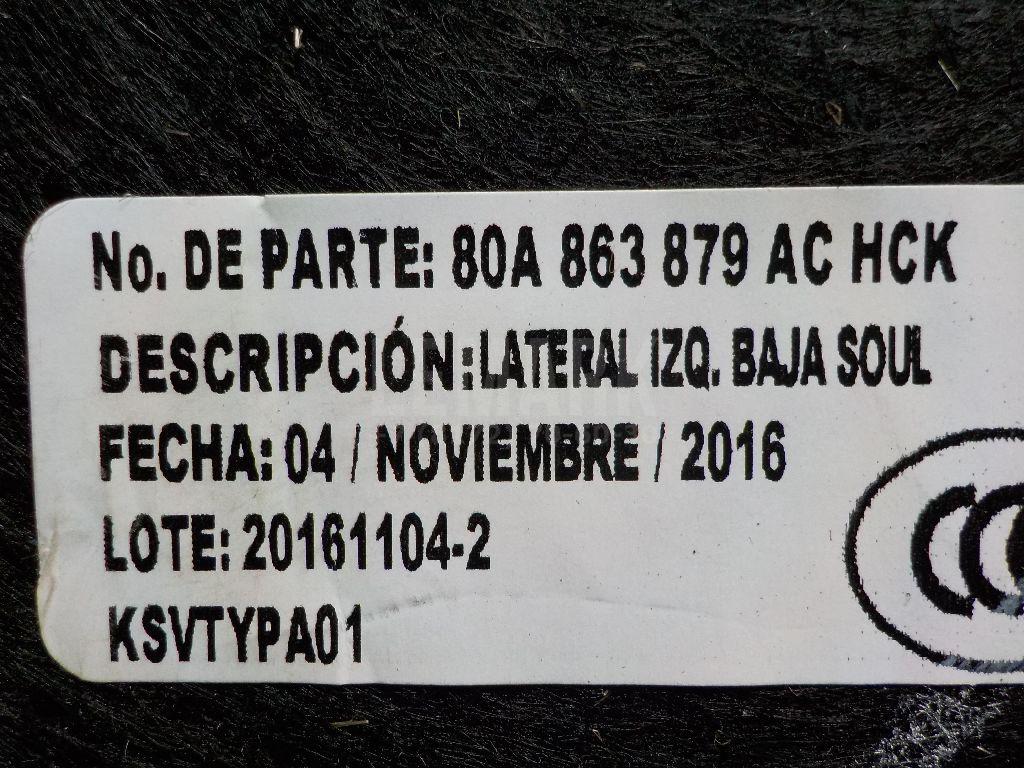 No. DE PARTE: 80A 863 879 AC HCK
DESCRIPCIÓN: LATERAL IZQ. BAJA SOUL
FECHA: 04 / NOVIEMBRE / 2016
LOTE: 20161104-2
KSVTYPA01